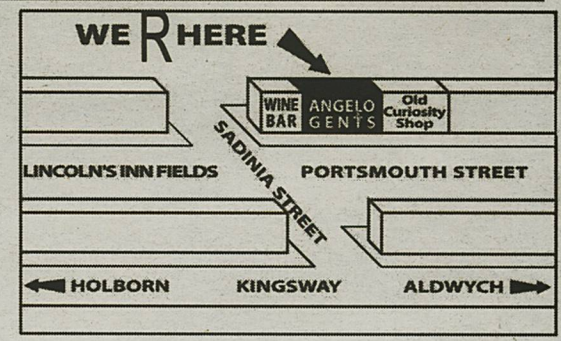 WE R HERE
WINE
BAR
ANGELO
GENTS
Old
Curiosity
Shop
SADINIA STREET
LINCOLN'S INN FIELDS
PORTSMOUTH STREET
HOLBORN
KINGSWAY
ALDWYCH